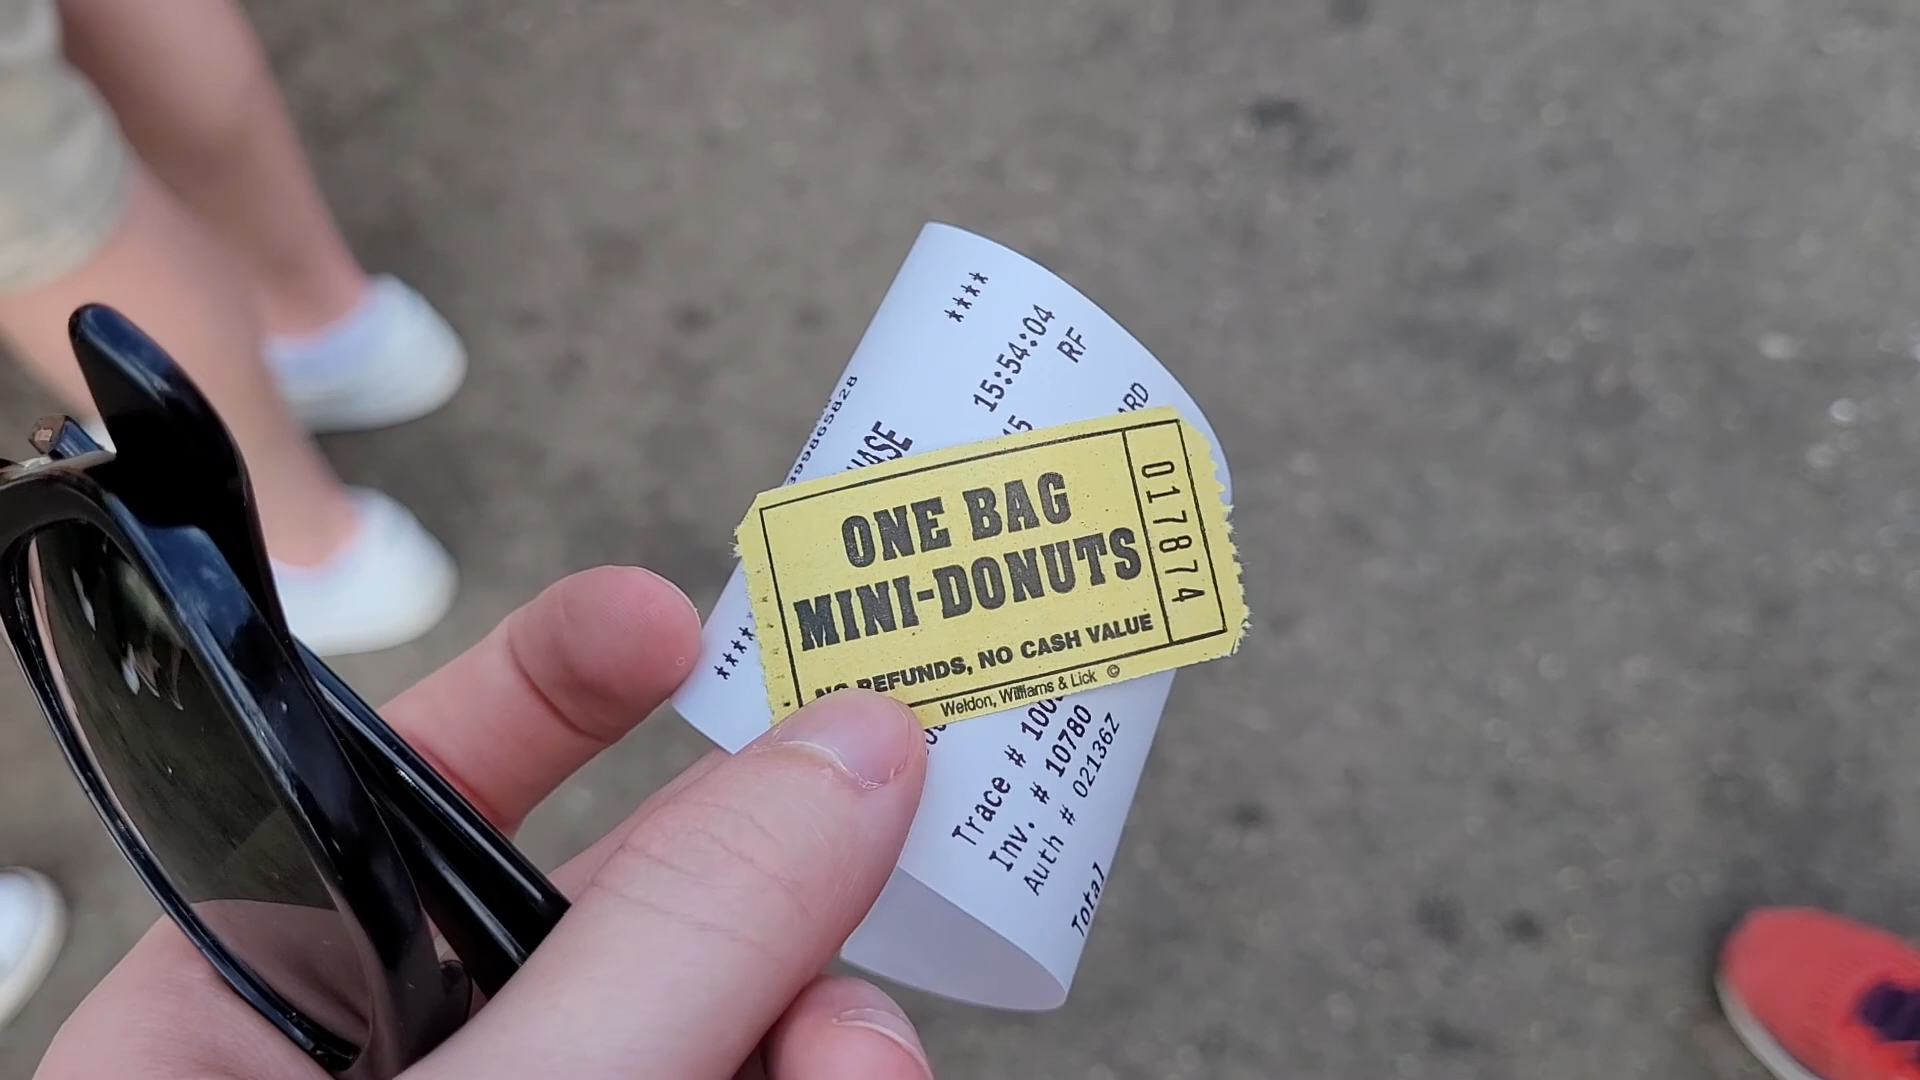 ****
15:54:04
RF
ONE BAG
MINI-DONUTS
REFUNDS, NO CASH VALUE
Weldon, Williams & Lick ©
017874
****
Trace #
Inv. # 10780
Auth # 02136Z
Total